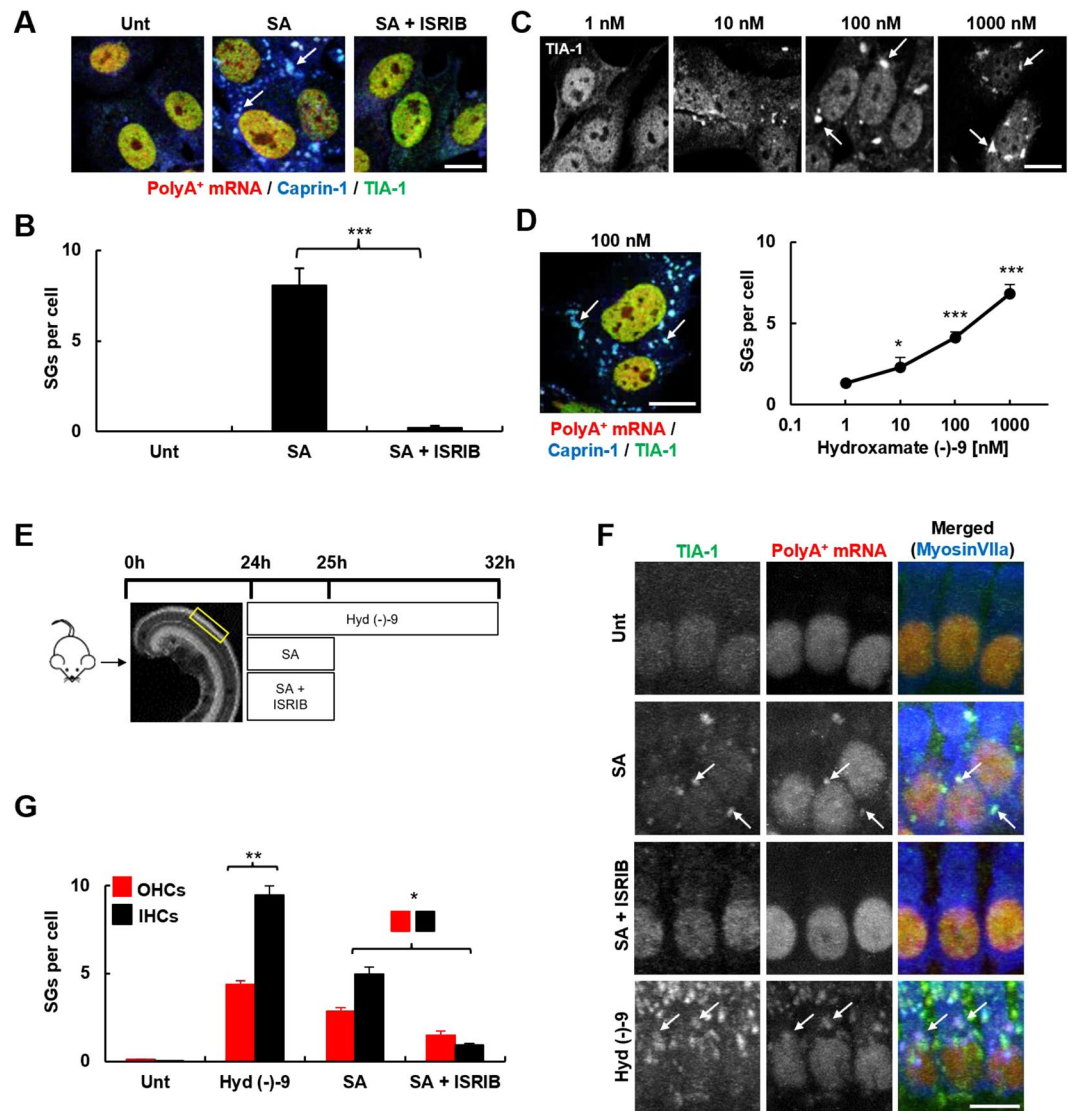 A
Unt SA SA + ISRIB
PolyA+ mRNA / Caprin-1 / TIA-1
B
***
10
5
0
SGs per cell
Unt SA SA + ISRIB
C
1 nM 10 nM 100 nM 1000 nM
TIA-1
D
100 nM
PolyA+ mRNA /
Caprin-1 / TIA-1
10
5
0
SGs per cell
* *** ***
0.1 1 10 100 1000
Hydroxamate (-)-9 [nM]
E
0h 24h 25h 32h
Hyd (-)-9
SA
SA +
ISRIB
F
TIA-1 PolyA+ mRNA Merged
(MyosinVIIa)
Unt
SA
SA + ISRIB
Hyd (-)-9
G
OHCs
IHCs
**
*
10
5
0
SGs per cell
Unt Hyd (-)-9 SA SA + ISRIB